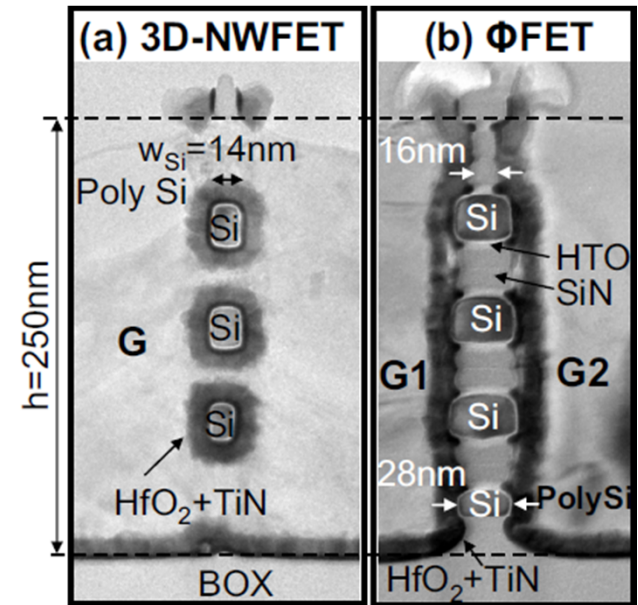 (a) 3D-NWFET
w_Si=14nm
Poly Si
Si
Si
Si
G
h=250nm
HfO₂+TiN
BOX
(b) ΦFET
16nm
Si
HTO
SiN
Si
G1
G2
Si
28nm
Si
PolySi
HfO₂+TiN